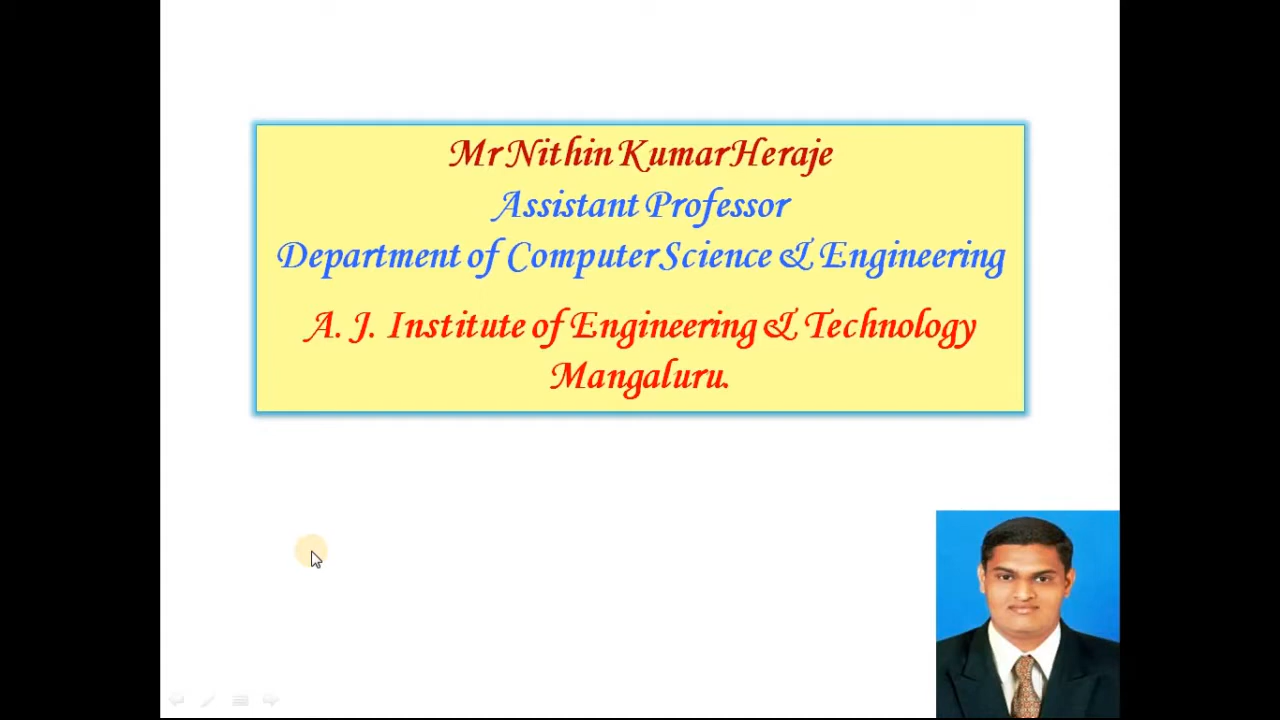 Mr Nithin Kumar Heraje
Assistant Professor
Department of Computer Science & Engineering
A. J. Institute of Engineering & Technology
Mangaluru.